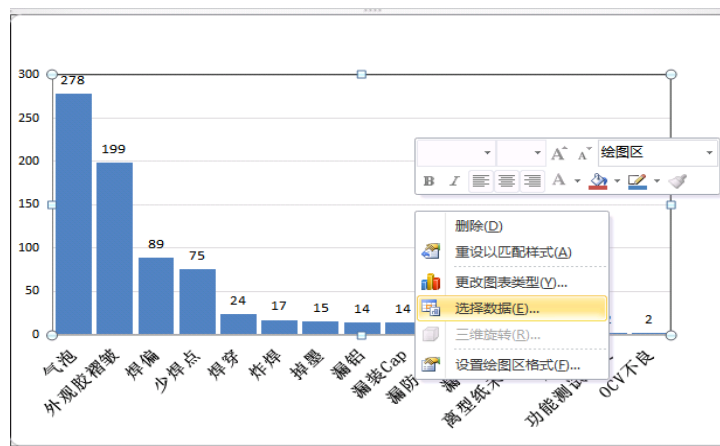 300
250
200
150
100
50
0
278
199
89
75
24
17
15
14
14
2
气泡
外观胶褶皱
焊偏
少焊点
焊穿
炸焊
掉墨
漏铝
漏装Cap
漏防
漏
离型纸未
功能测试
OCV不良
绘图区
B I A
删除(D)
重设以匹配样式(A)
更改图表类型(Y)...
选择数据(E)...
三维旋转(R)...
设置绘图区格式(F)...